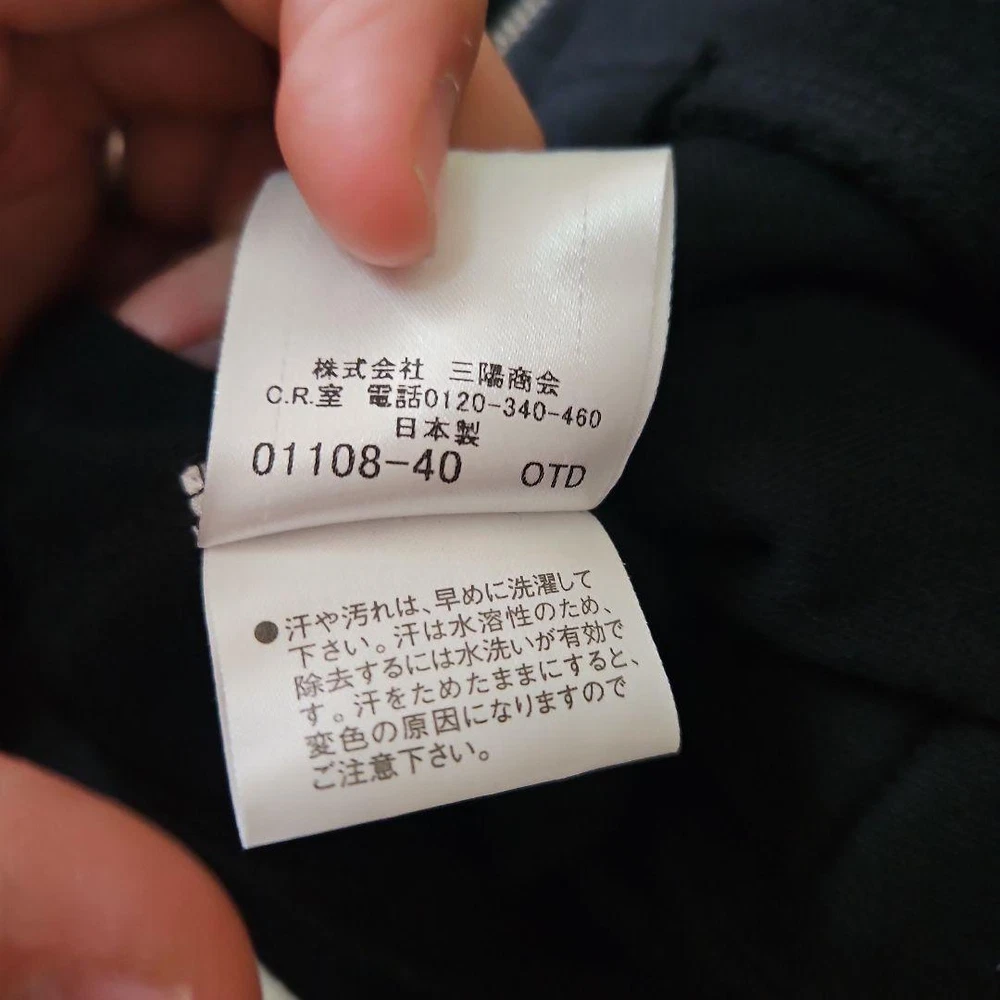 株式会社 三陽商会
C.R.室 電話0120-340-460
日本製
01108-40 OTD
●汗や汚れは、早めに洗濯して
下さい。汗は水溶性のため、
除去するには水洗いが有効で
す。汗をためたままにすると、
変色の原因になりますので
ご注意下さい。